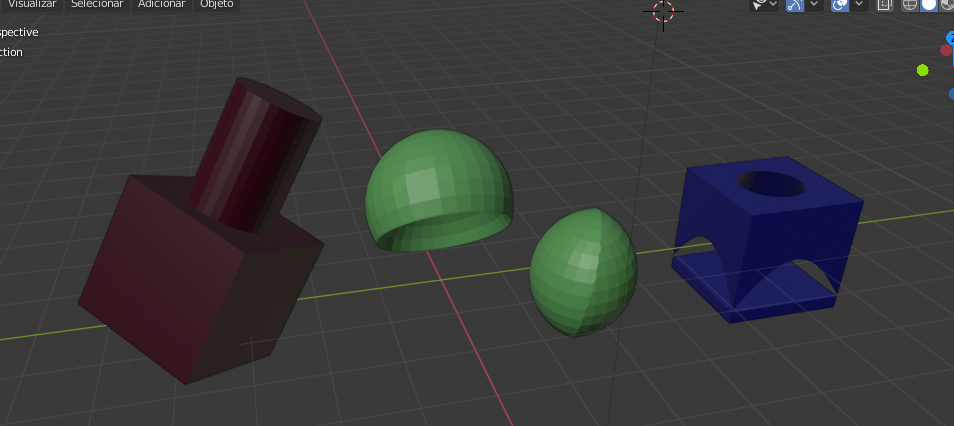 Visualizar Selecionar Adicionar Objeto
spective
ction